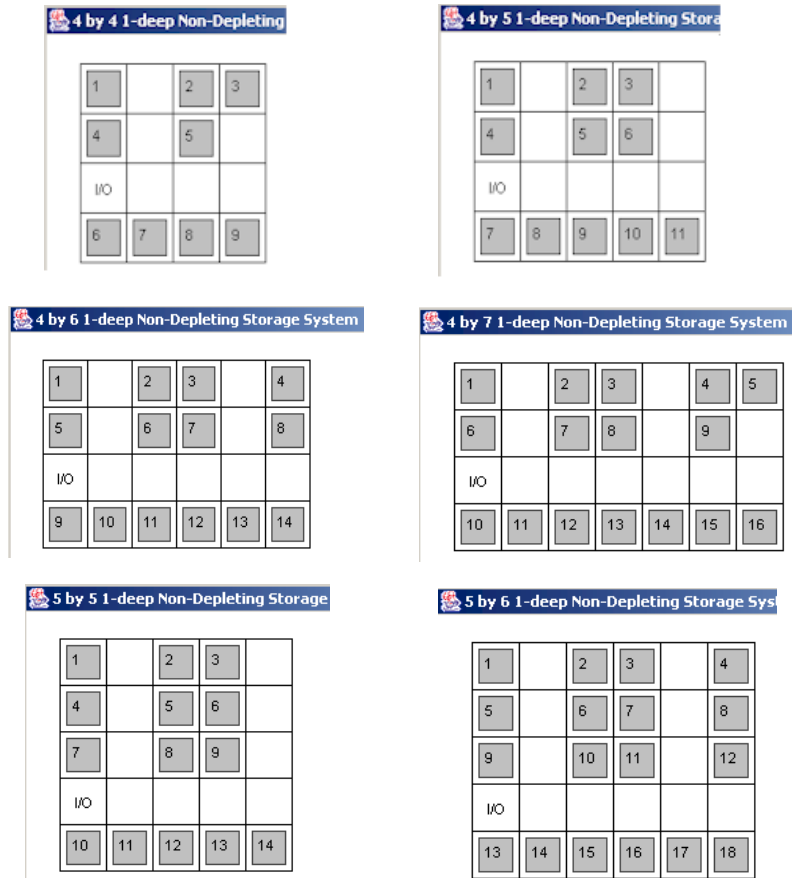 4 by 4 1-deep Non-Depleting
1 2 3
4 5
I/O
6 7 8 9
4 by 5 1-deep Non-Depleting Stora
1 2 3
4 5 6
I/O
7 8 9 10 11
4 by 6 1-deep Non-Depleting Storage System
1 2 3 4
5 6 7 8
I/O
9 10 11 12 13 14
4 by 7 1-deep Non-Depleting Storage System
1 2 3 4 5
6 7 8 9
I/O
10 11 12 13 14 15 16
5 by 5 1-deep Non-Depleting Storage
1 2 3
4 5 6
7 8 9
I/O
10 11 12 13 14
5 by 6 1-deep Non-Depleting Storage Syst
1 2 3 4
5 6 7 8
9 10 11 12
I/O
13 14 15 16 17 18